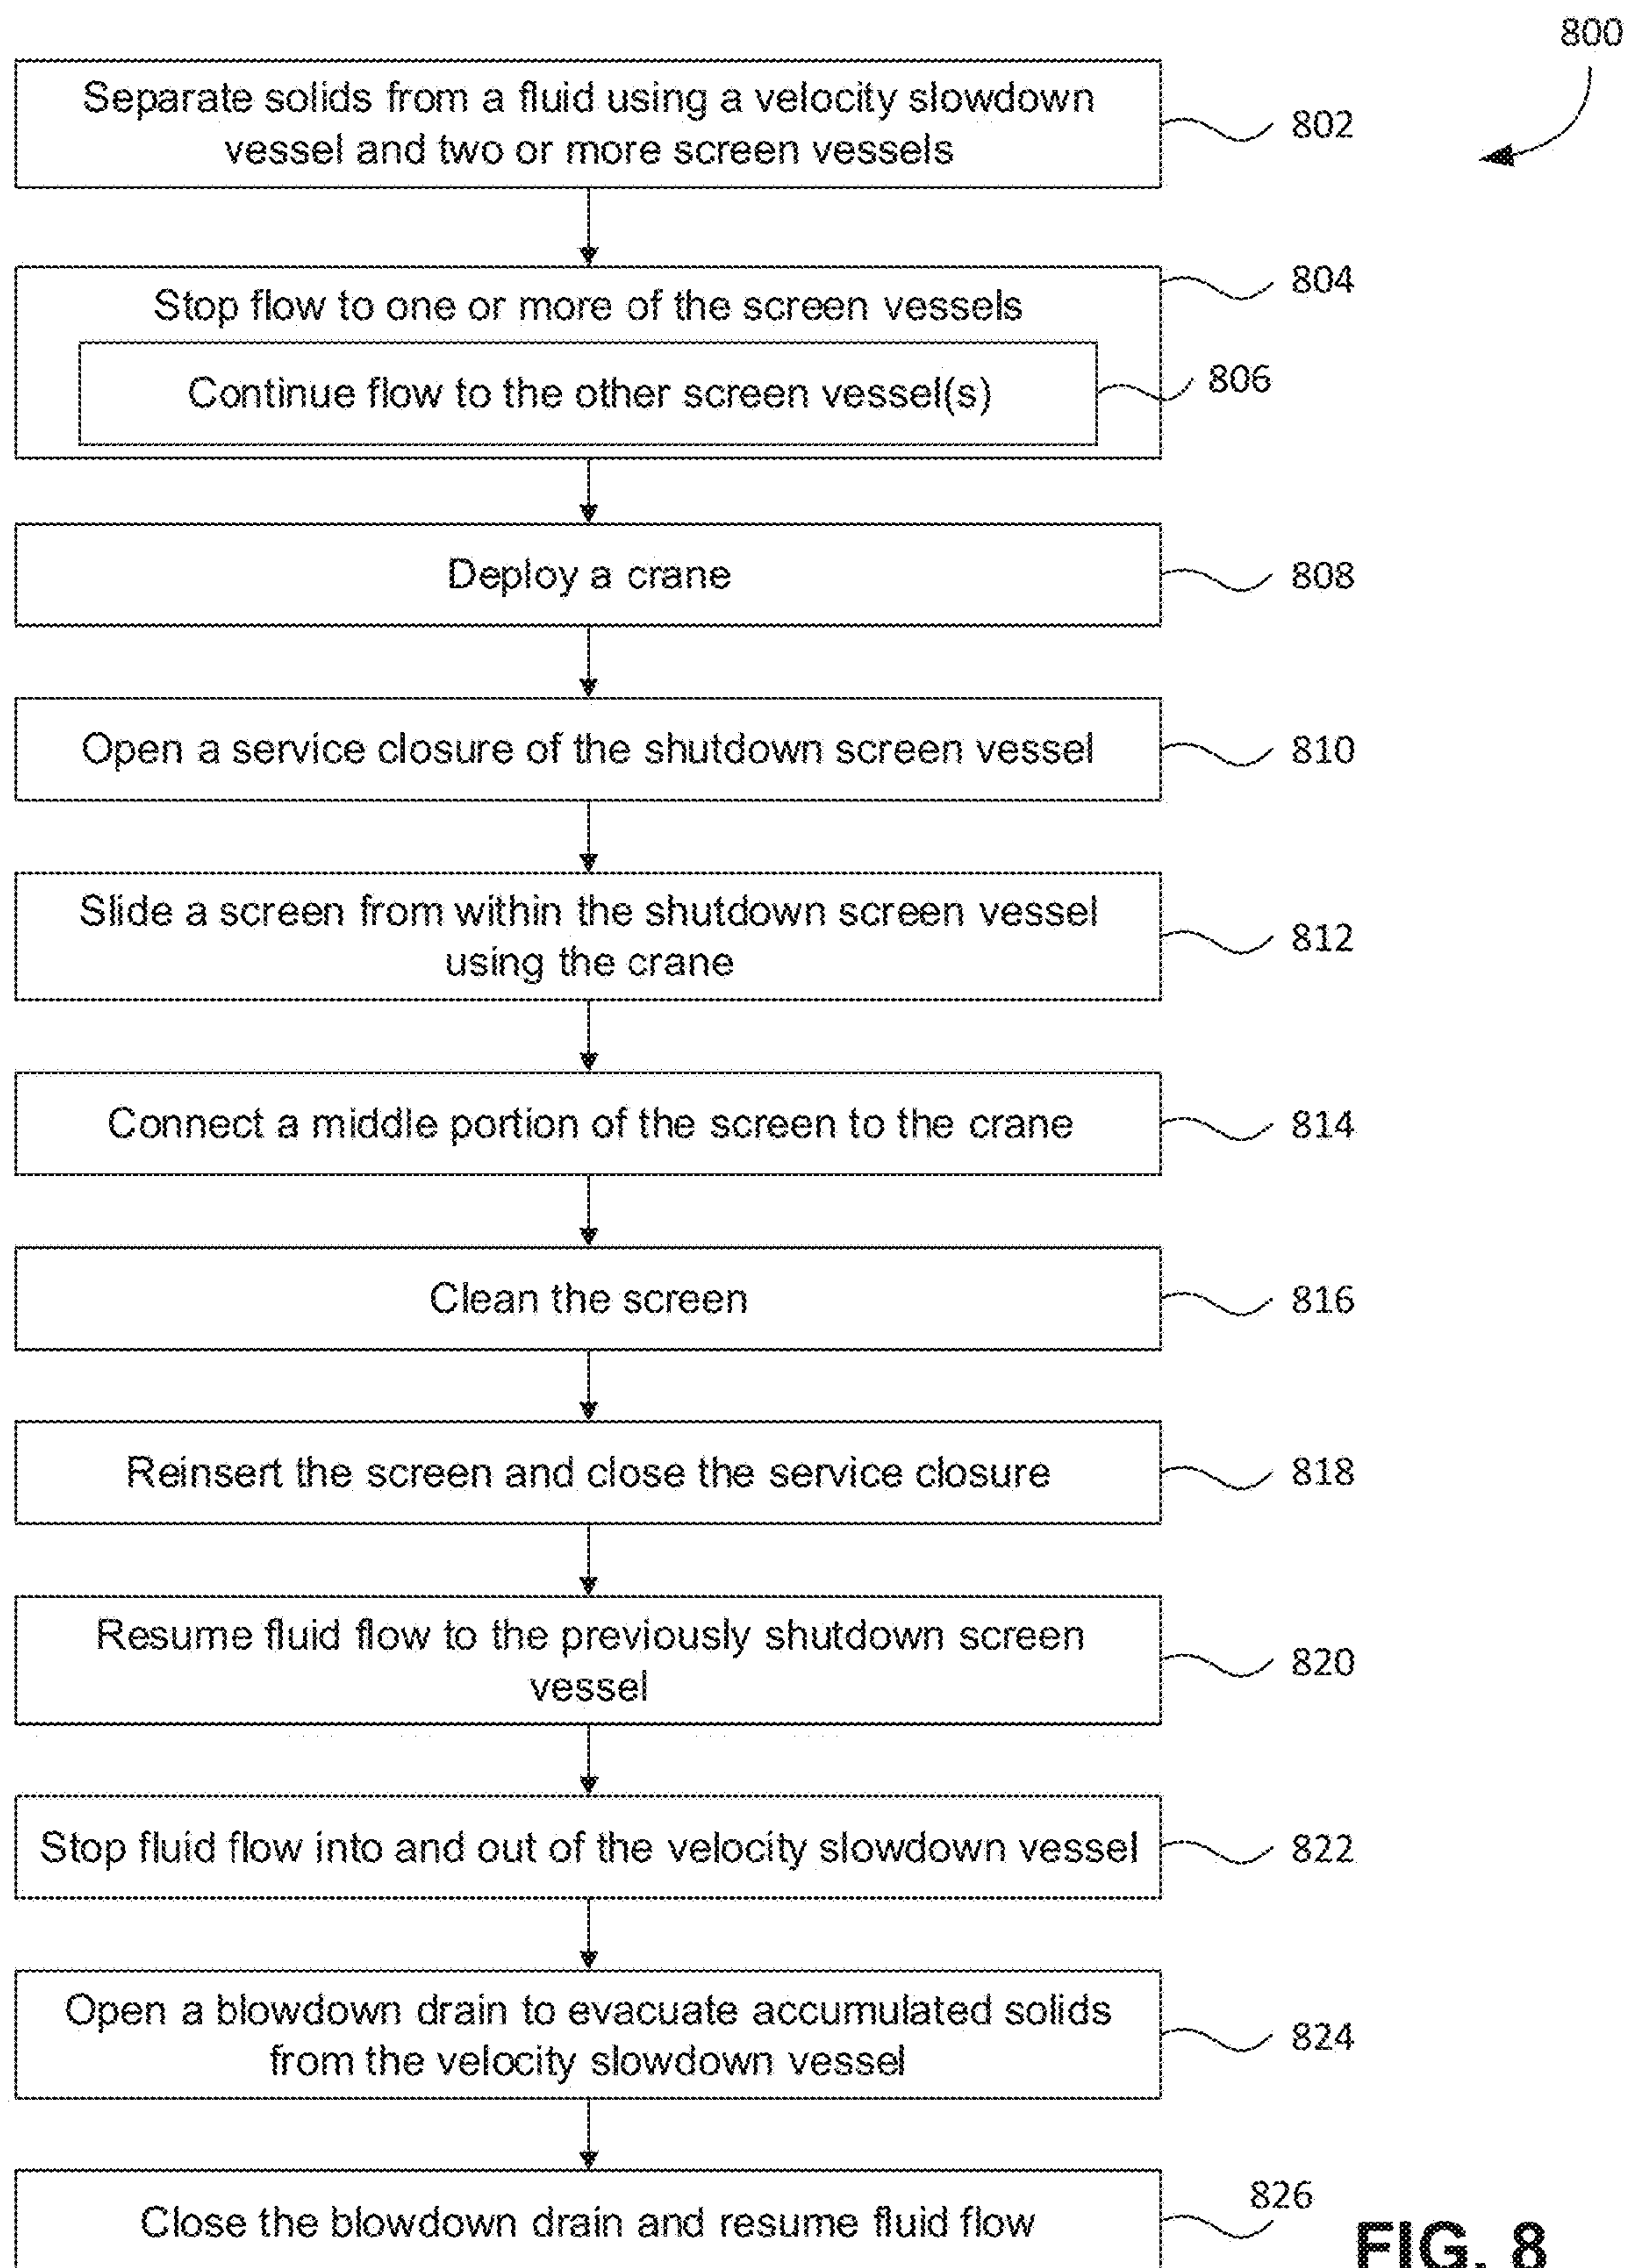 800
Separate solids from a fluid using a velocity slowdown
vessel and two or more screen vessels
802
Stop flow to one or more of the screen vessels
804
Continue flow to the other screen vessel(s)
806
Deploy a crane
808
Open a service closure of the shutdown screen vessel
810
Slide a screen from within the shutdown screen vessel
using the crane
812
Connect a middle portion of the screen to the crane
814
Clean the screen
816
Reinsert the screen and close the service closure
818
Resume fluid flow to the previously shutdown screen
vessel
820
Stop fluid flow into and out of the velocity slowdown vessel
822
Open a blowdown drain to evacuate accumulated solids
from the velocity slowdown vessel
824
Close the blowdown drain and resume fluid flow
826
FIG. 8